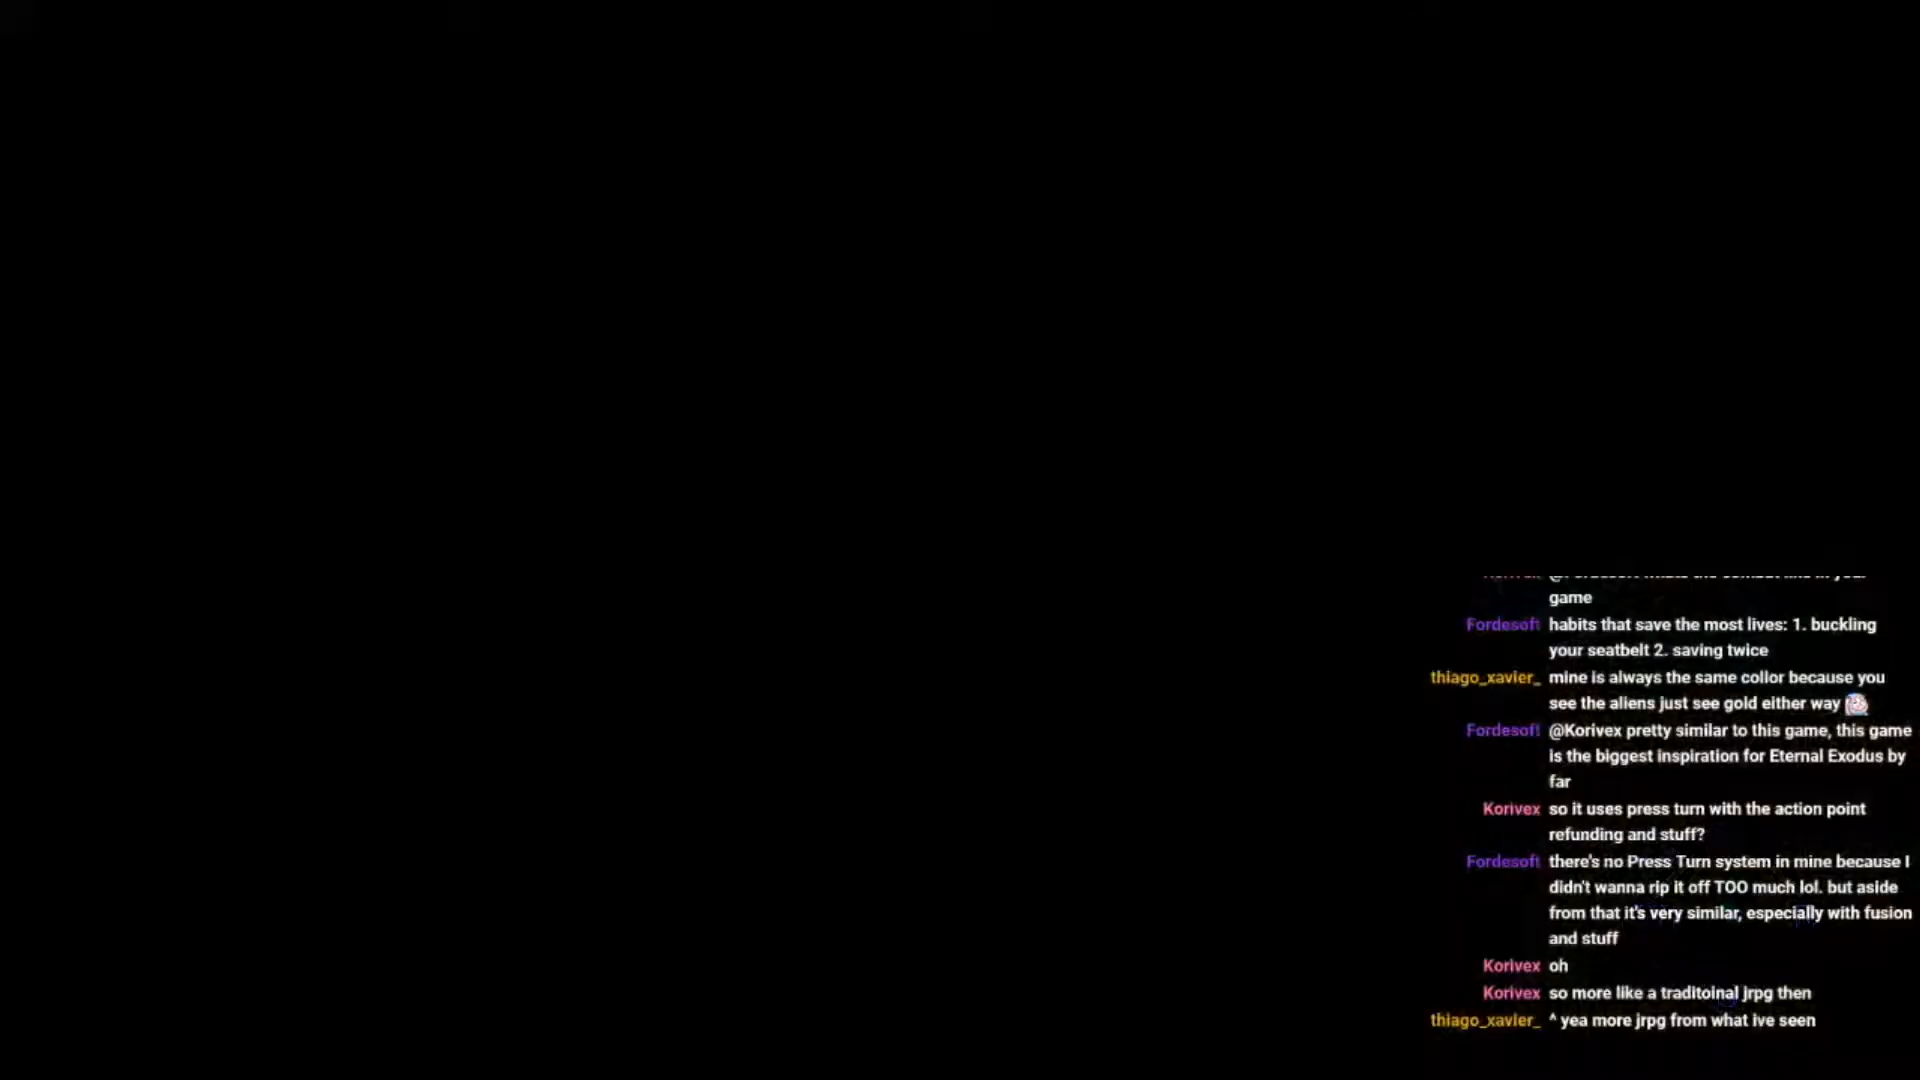 game
Fordesoft habits that save the most lives: 1. buckling
your seatbelt 2. saving twice
thiago_xavier_ mine is always the same collor because you
see the aliens just see gold either way
Fordesoft @Korivex pretty similar to this game, this game
is the biggest inspiration for Eternal Exodus by
far
Korivex so it uses press turn with the action point
refunding and stuff?
Fordesoft there's no Press Turn system in mine because I
didn't wanna rip it off TOO much lol. but aside
from that it's very similar, especially with fusion
and stuff
Korivex oh
Korivex so more like a traditoinal jrpg then
thiago_xavier_ ^ yea more jrpg from what ive seen